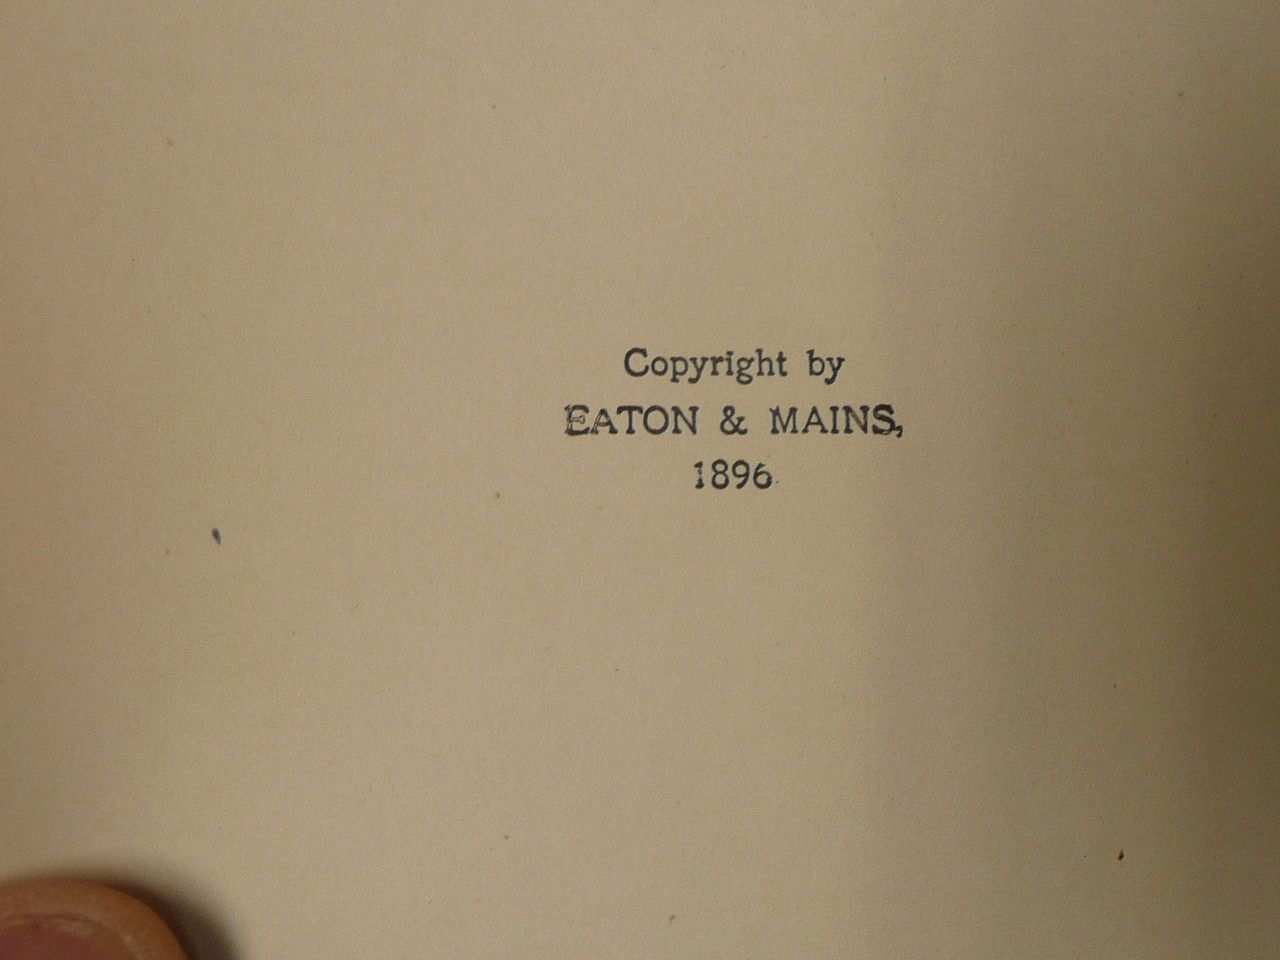 Copyright by
EATON & MAINS,
1896.